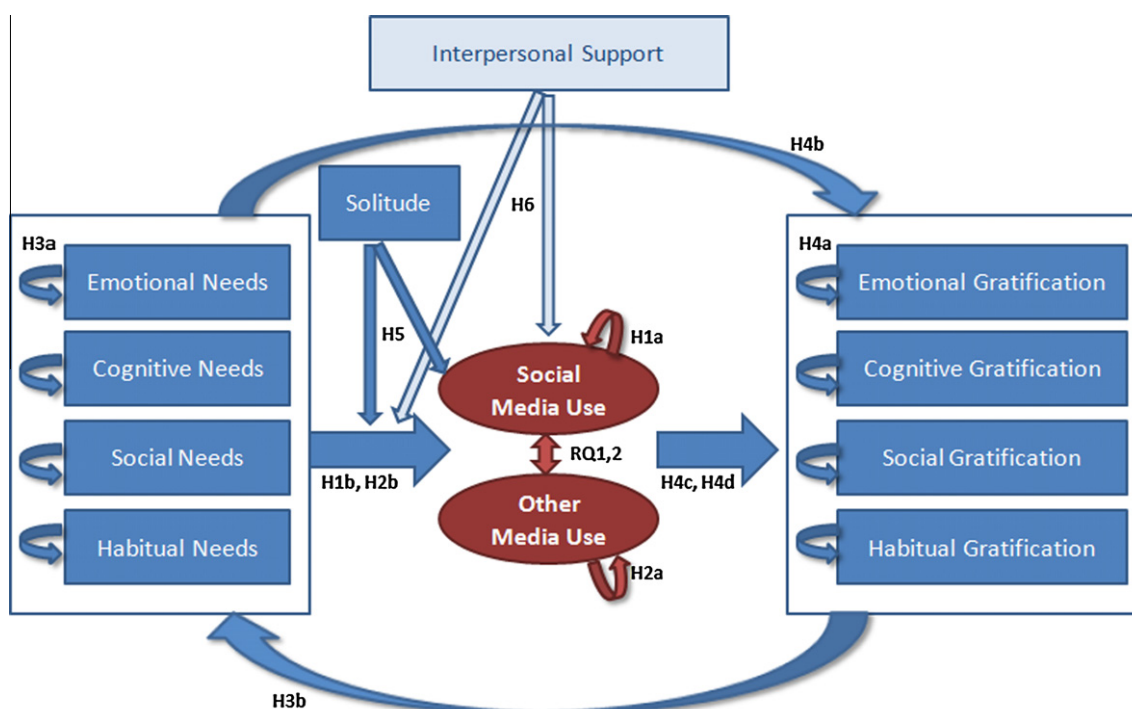 Interpersonal Support
H4b
Solitude
H6
H3a
Emotional Needs
Cognitive Needs
Social Needs
Habitual Needs
H5
H1b, H2b
H1a
Social
Media Use
RQ1,2
Other
Media Use
H2a
H4c, H4d
H4a
Emotional Gratification
Cognitive Gratification
Social Gratification
Habitual Gratification
H3b